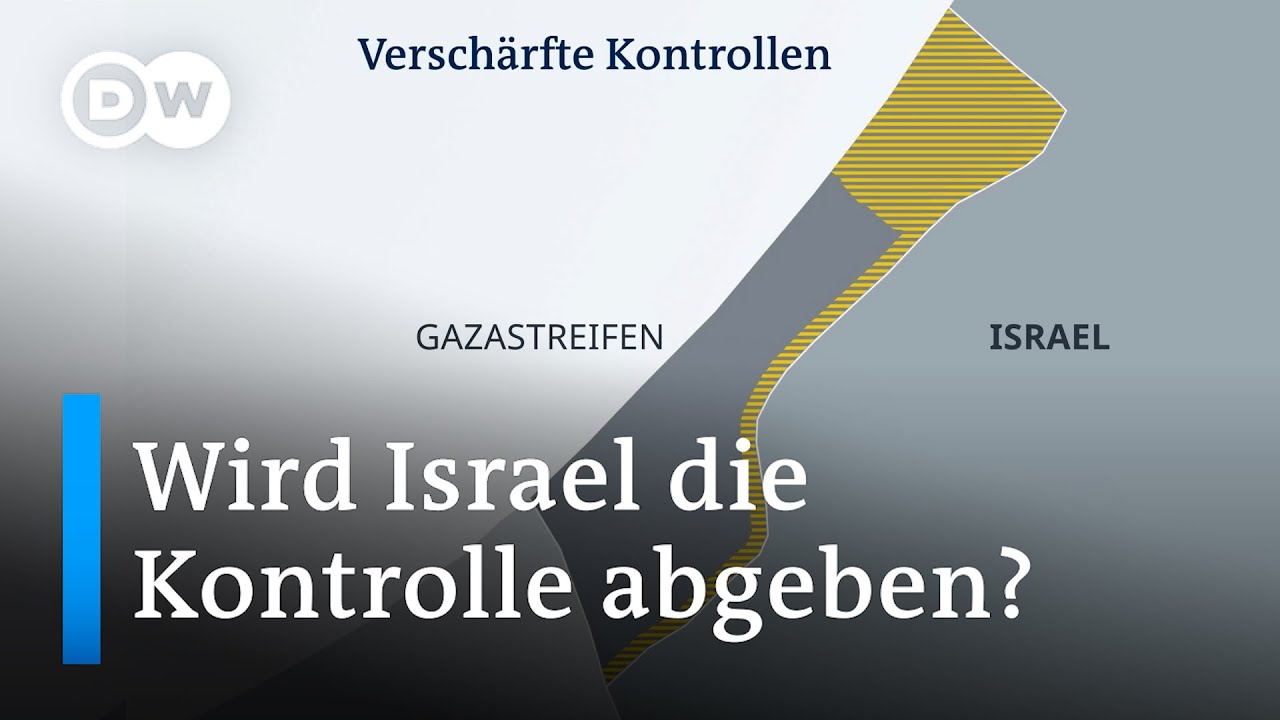 DW
Verschärfte Kontrollen
GAZASTREIFEN
ISRAEL
Wird Israel die
Kontrolle abgeben?